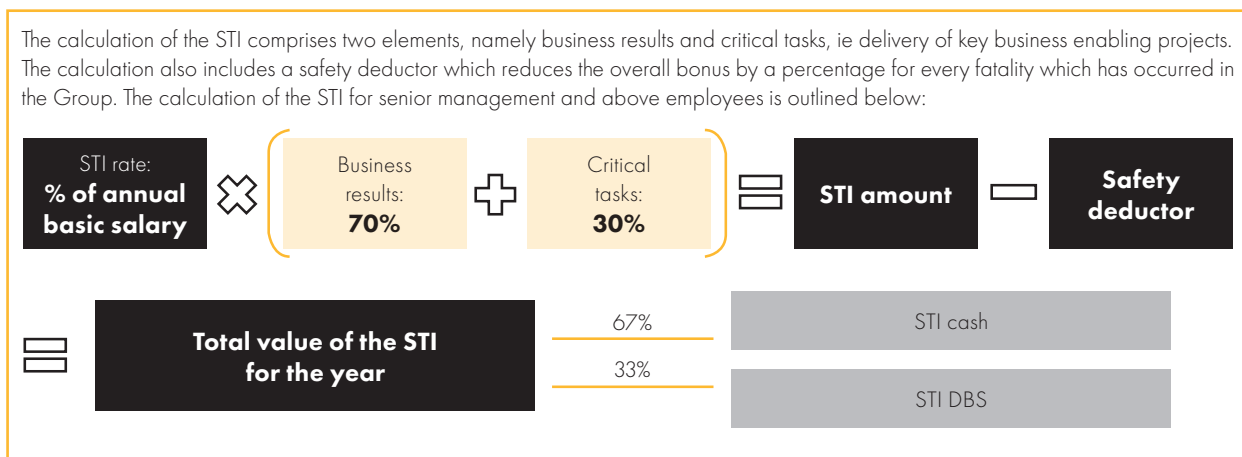 The calculation of the STI comprises two elements, namely business results and critical tasks, ie delivery of key business enabling projects.
The calculation also includes a safety deductor which reduces the overall bonus by a percentage for every fatality which has occurred in
the Group. The calculation of the STI for senior management and above employees is outlined below:
STI rate:
% of annual
basic salary
Business
results:
70%
Critical
tasks:
30%
STI amount
Safety
deductor
Total value of the STI
for the year
67%
33%
STI cash
STI DBS